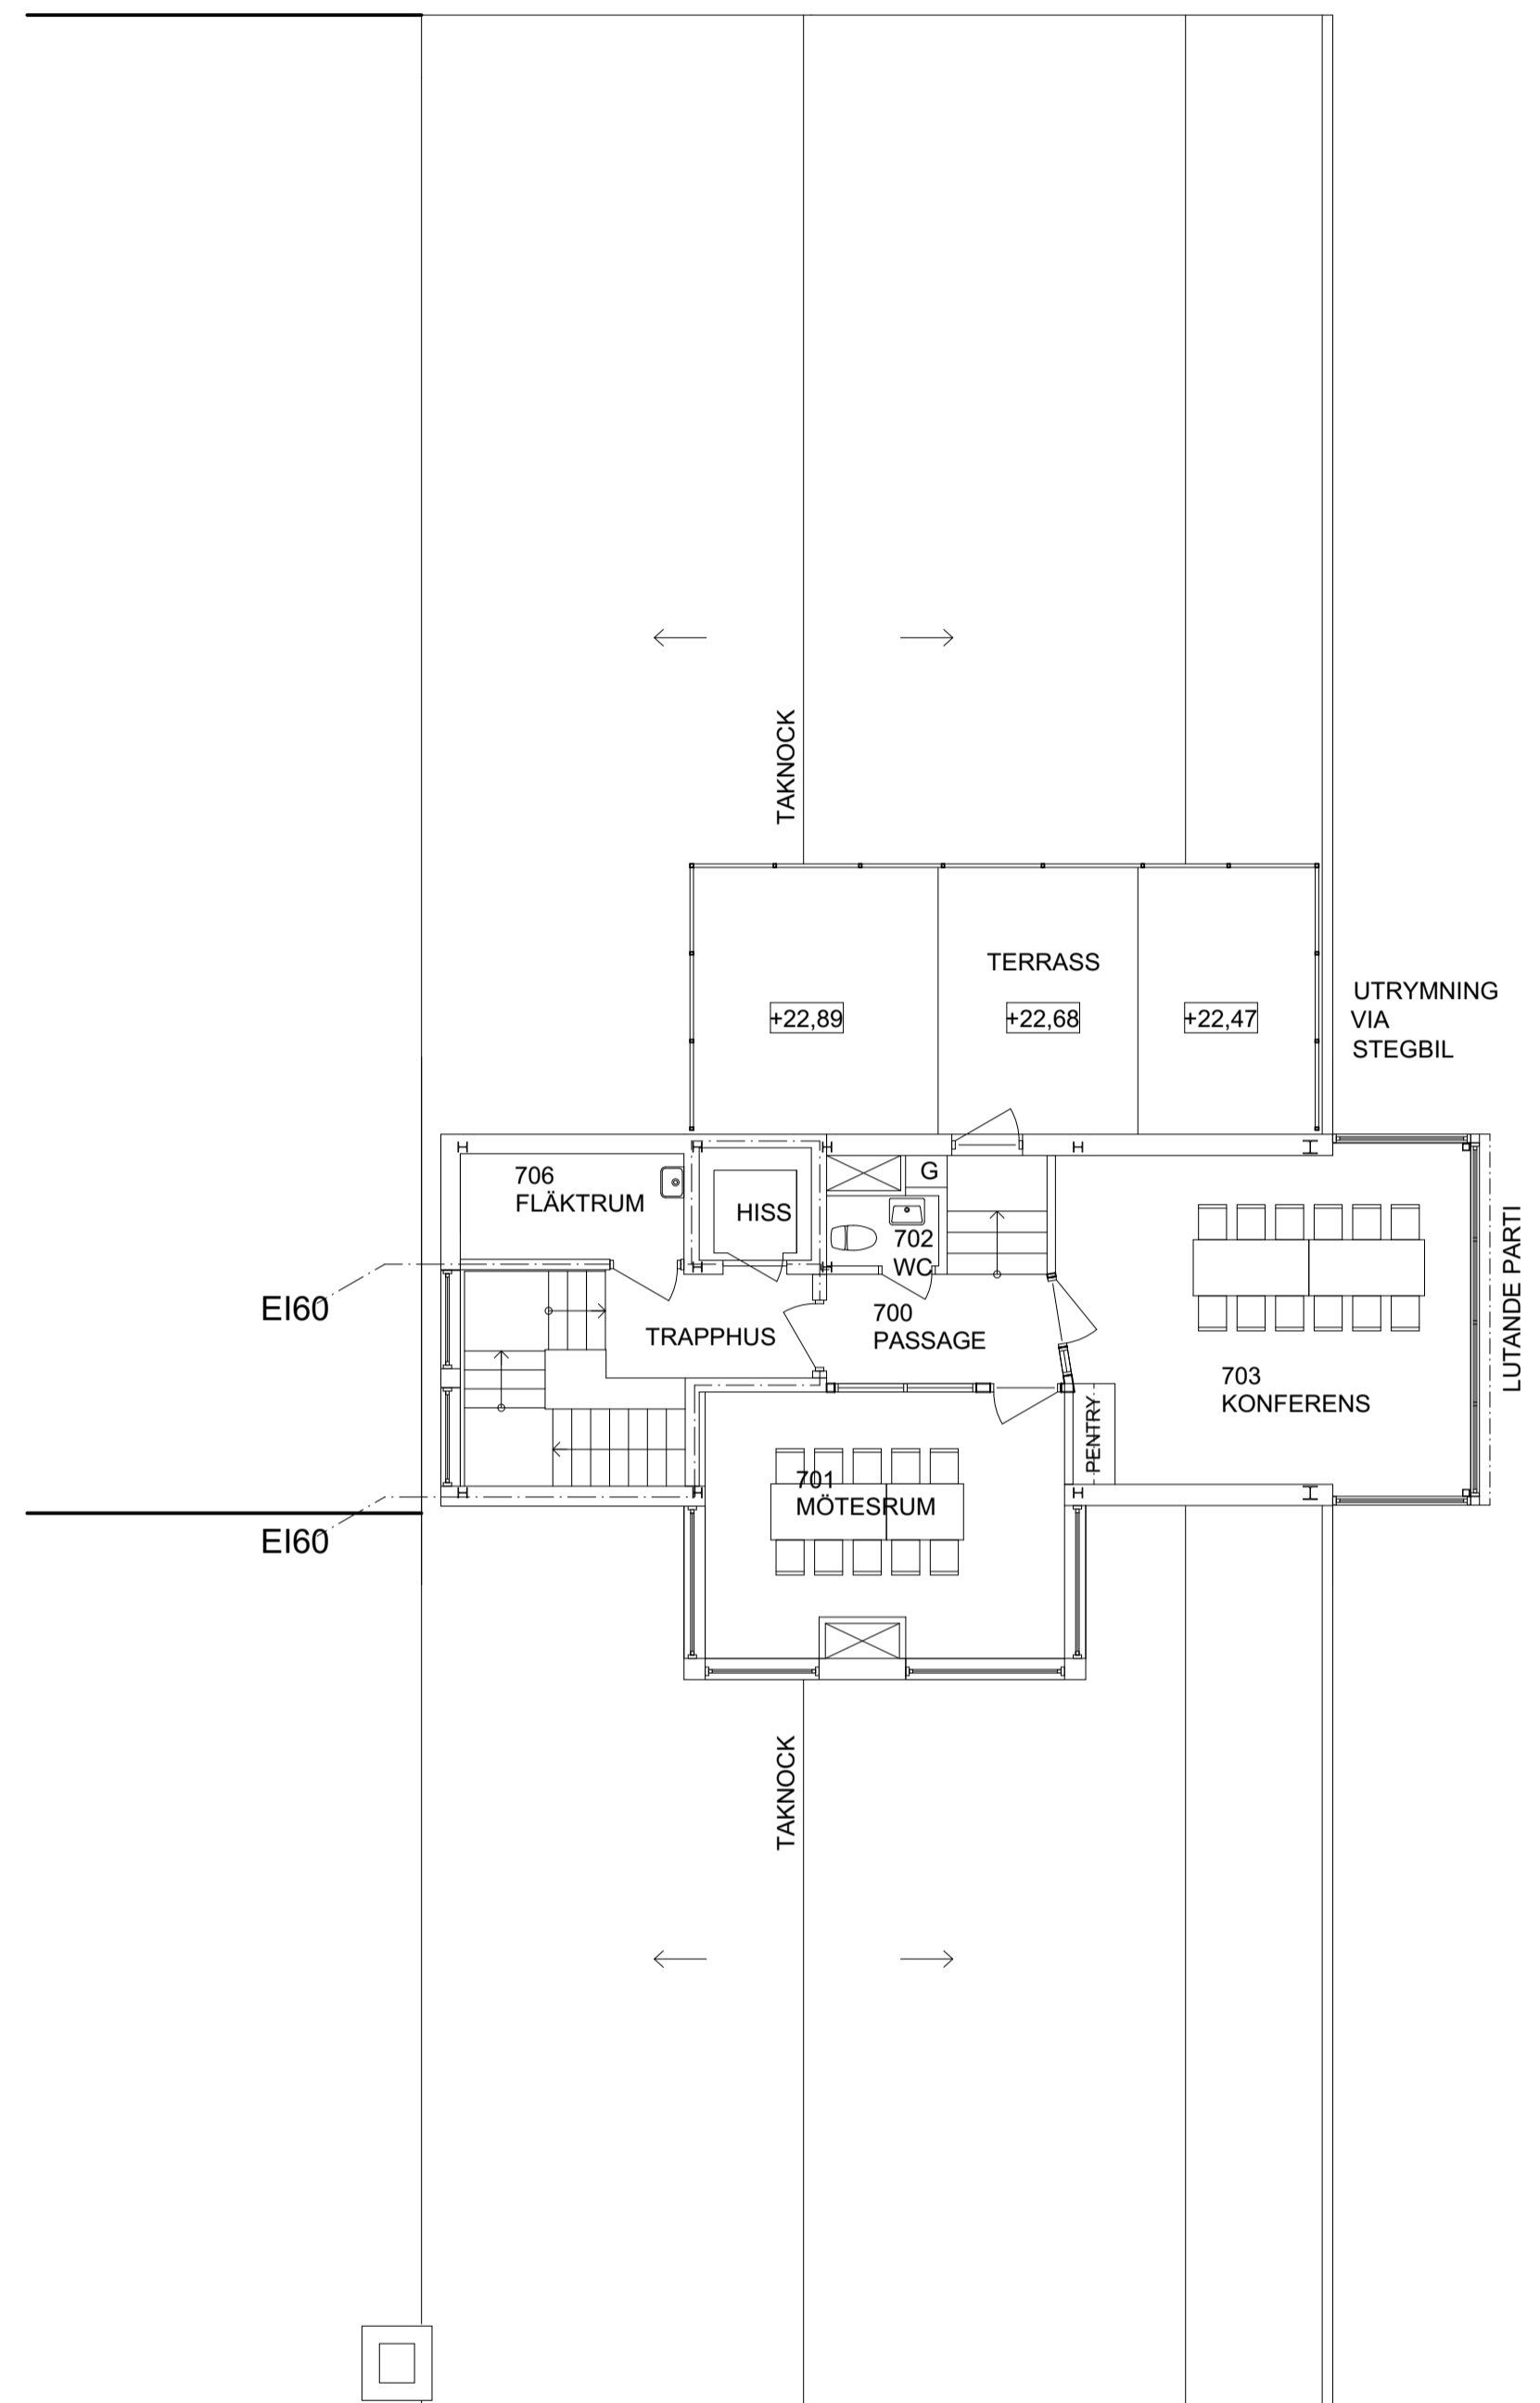 TAKNOCK
TERRASS
+22,89
+22,68
+22,47
UTRYMNING
VIA
STEGBIL
706
FLÄKTRUM
HISS
G
702
WC
EI60
TRAPPHUS
700
PASSAGE
703
KONFERENS
LUTANDE PARTI
PENTRY
701
MÖTESRUM
EI60
TAKNOCK